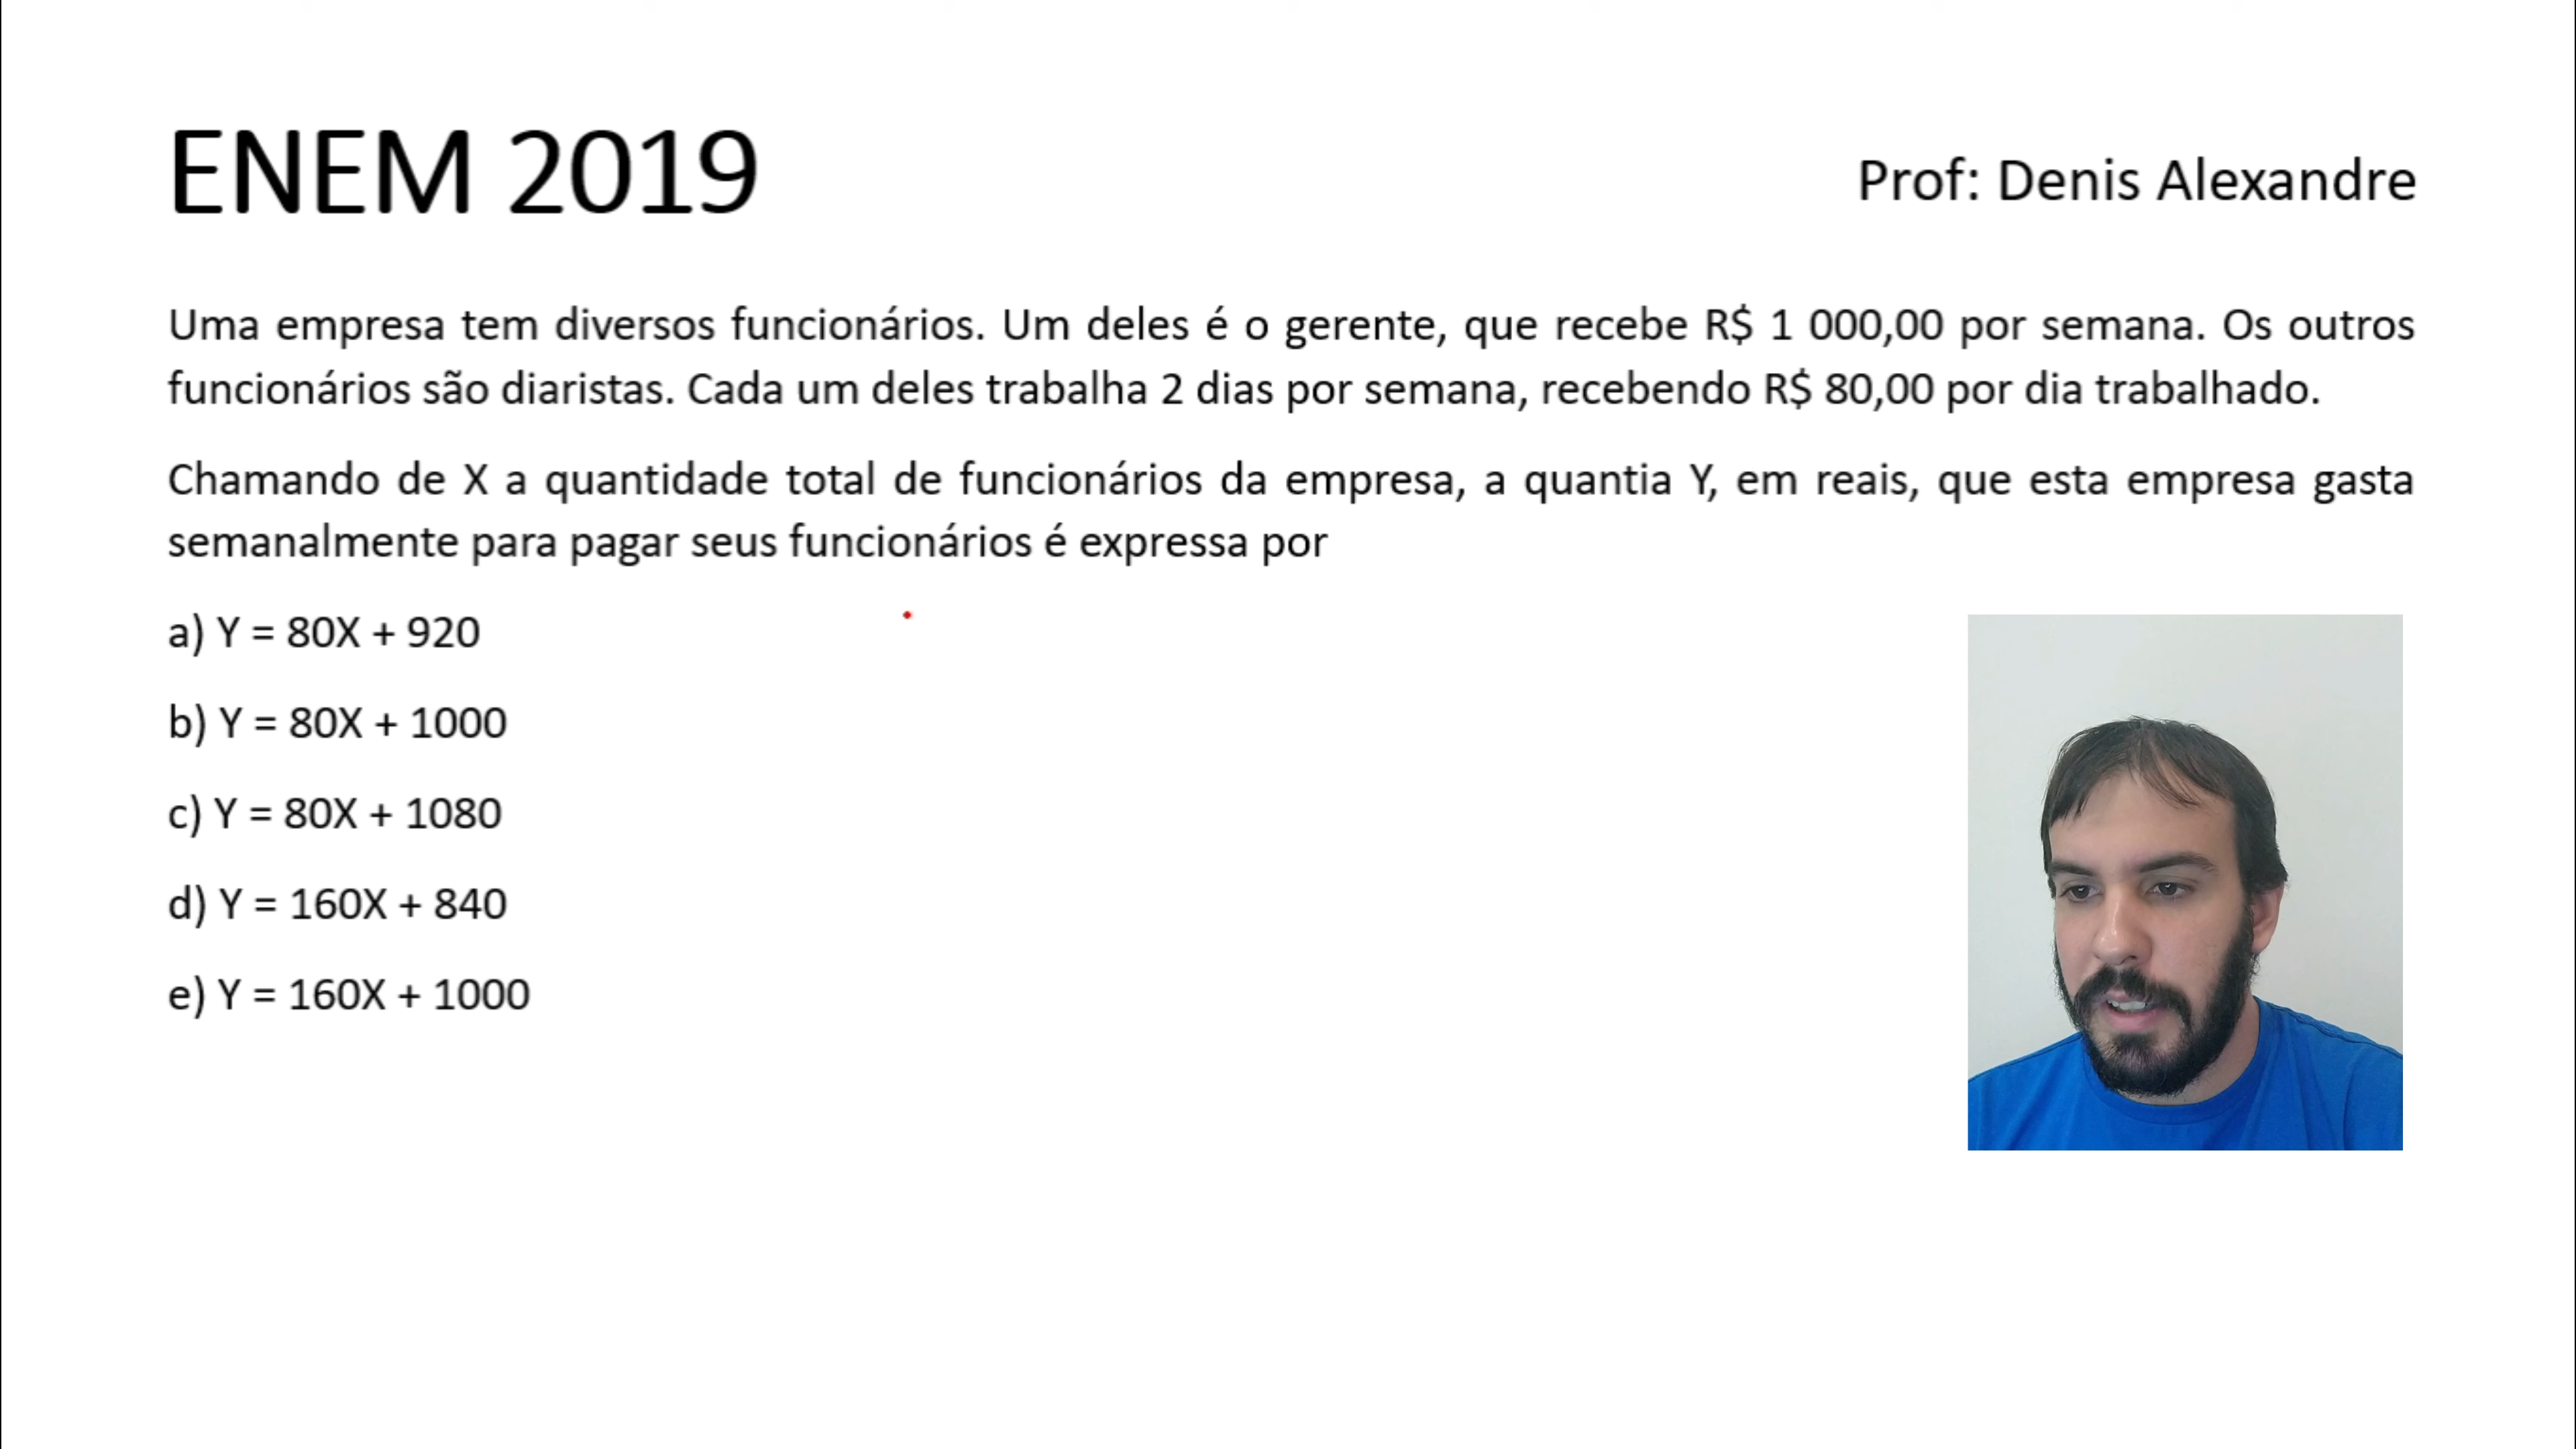 ENEM 2019
Prof: Denis Alexandre
Uma empresa tem diversos funcionários. Um deles é o gerente, que recebe R$ 1 000,00 por semana. Os outros
funcionários são diaristas. Cada um deles trabalha 2 dias por semana, recebendo R$ 80,00 por dia trabalhado.
Chamando de X a quantidade total de funcionários da empresa, a quantia Y, em reais, que esta empresa gasta
semanalmente para pagar seus funcionários é expressa por
a) Y = 80X + 920
b) Y = 80X + 1000
c) Y = 80X + 1080
d) Y = 160X + 840
e) Y = 160X + 1000